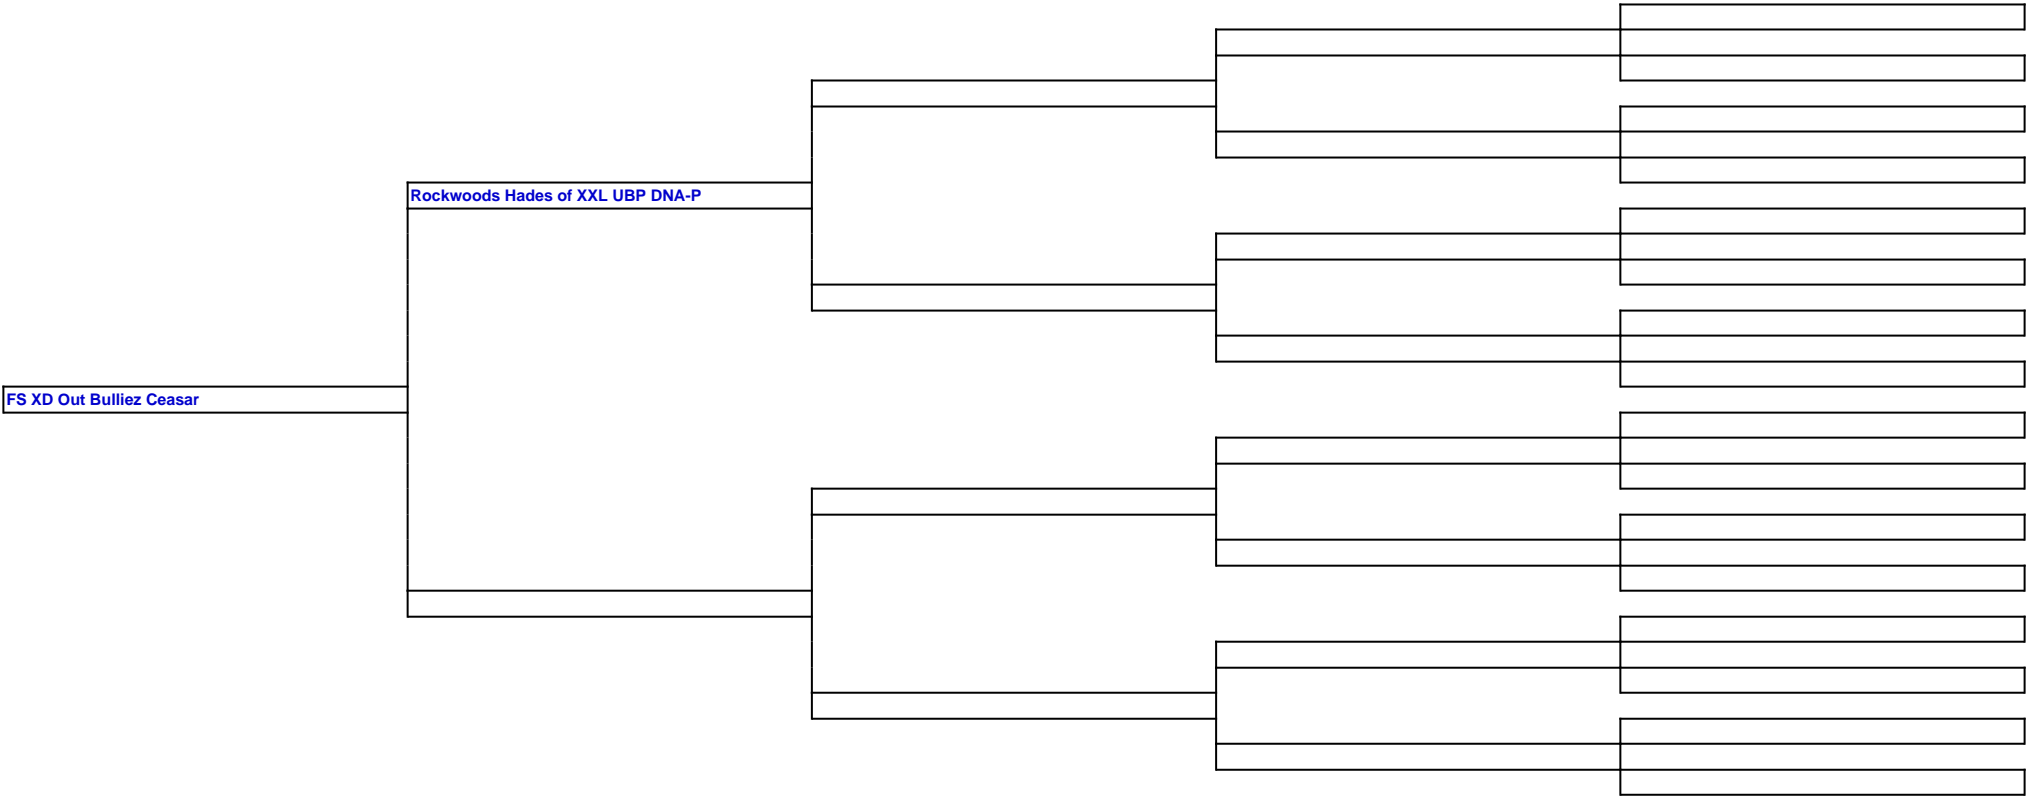 Rockwoods Hades of XXL UBP DNA-P
FS XD Out Bulliez Ceasar